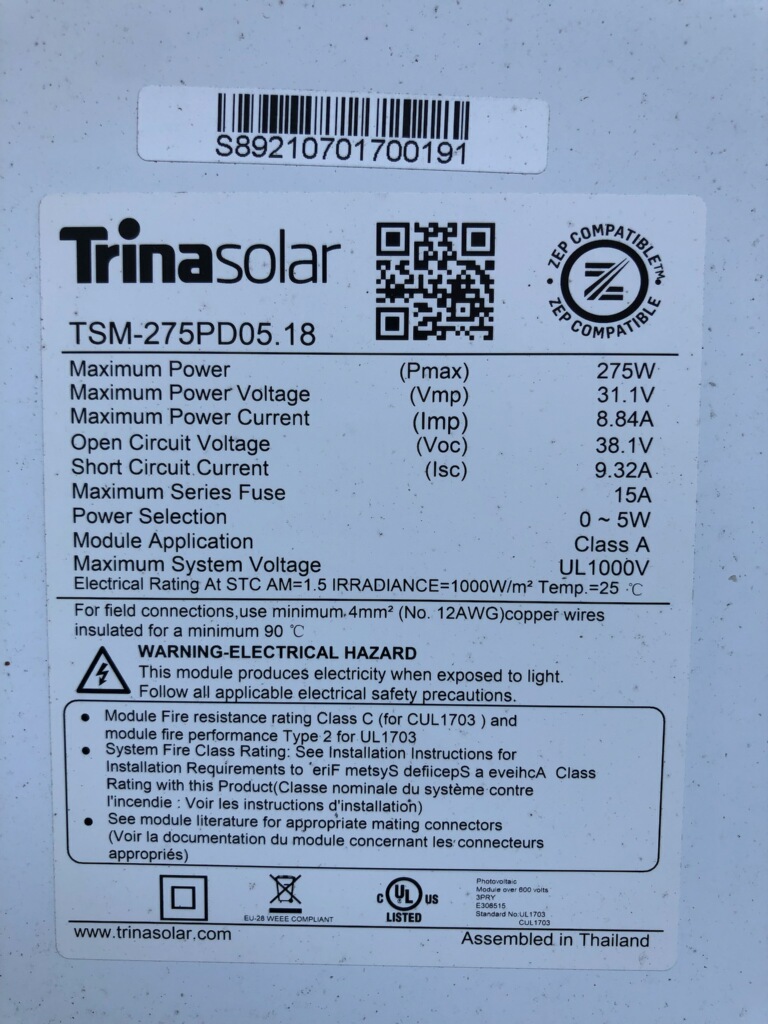 S89210701700191
Trinasolar
ZEP COMPATIBLE™
ZEP COMPATIBLE
TSM-275PD05.18
Maximum Power (Pmax) 275W
Maximum Power Voltage (Vmp) 31.1V
Maximum Power Current (Imp) 8.84A
Open Circuit Voltage (Voc) 38.1V
Short Circuit Current (Isc) 9.32A
Maximum Series Fuse 15A
Power Selection 0 ~ 5W
Module Application Class A
Maximum System Voltage UL1000V
Electrical Rating At STC AM=1.5 IRRADIANCE=1000W/m² Temp.=25 ℃
For field connections,use minimum 4mm² (No. 12AWG)copper wires
insulated for a minimum 90 ℃
WARNING-ELECTRICAL HAZARD
This module produces electricity when exposed to light.
Follow all applicable electrical safety precautions.
• Module Fire resistance rating Class C (for CUL1703 ) and
module fire performance Type 2 for UL1703
• System Fire Class Rating: See Installation Instructions for
Installation Requirements to ˈeriF metsyS deificepS a eveihcA Class
Rating with this Product(Classe nominale du système contre
l'incendie : Voir les instructions d'installation)
• See module literature for appropriate mating connectors
(Voir la documentation du module concernant les connecteurs
appropriés)
EU-28 WEEE COMPLIANT
C UL US
LISTED
Photovoltaic
Module over 600 volts
3PRY
E306515
Standard No:UL1703
CUL1703
www.trinasolar.com
Assembled in Thailand